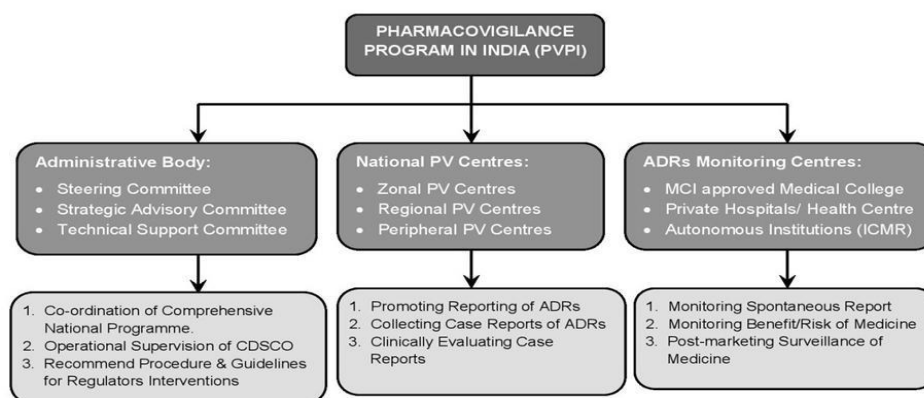 PHARMACOVIGILANCE
PROGRAM IN INDIA (PVPI)
Administrative Body:
• Steering Committee
• Strategic Advisory Committee
• Technical Support Committee
National PV Centres:
• Zonal PV Centres
• Regional PV Centres
• Peripheral PV Centres
ADRs Monitoring Centres:
• MCI approved Medical College
• Private Hospitals/ Health Centre
• Autonomous Institutions (ICMR)
1. Co-ordination of Comprehensive
National Programme.
2. Operational Supervision of CDSCO
3. Recommend Procedure & Guidelines
for Regulators Interventions
1. Promoting Reporting of ADRs
2. Collecting Case Reports of ADRs
3. Clinically Evaluating Case
Reports
1. Monitoring Spontaneous Report
2. Monitoring Benefit/Risk of Medicine
3. Post-marketing Surveillance of
Medicine